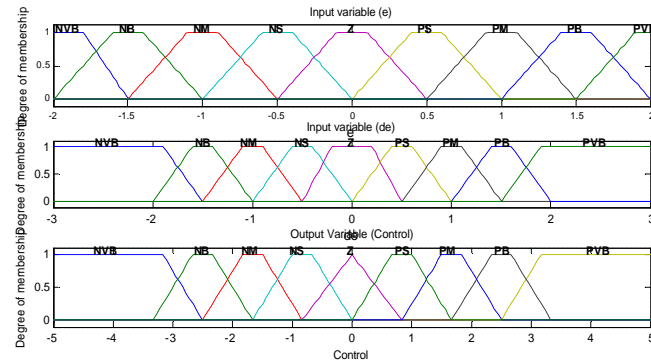 Input variable (e)
NVB NB NM NS Z PS PM PB PV
Degree of membership
1
0.5
0
-2 -1.5 -1 -0.5 0 0.5 1 1.5 2
e
Input variable (de)
NVB NB NM NS Z PS PM PB PVB
Degree of membership
1
0.5
0
-3 -2 -1 0 1 2 3
de
Output Variable (Control)
NVB NB NM NS Z PS PM PB PVB
Degree of membership
1
0.5
0
-5 -4 -3 -2 -1 0 1 2 3 4 5
Control